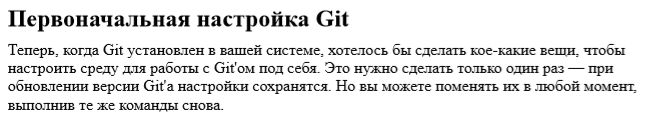 Первоначальная настройка Git
Теперь, когда Git установлен в вашей системе, хотелось бы сделать кое-какие вещи, чтобы
настроить среду для работы с Git'ом под себя. Это нужно сделать только один раз — при
обновлении версии Git'а настройки сохранятся. Но вы можете поменять их в любой момент,
выполнив те же команды снова.